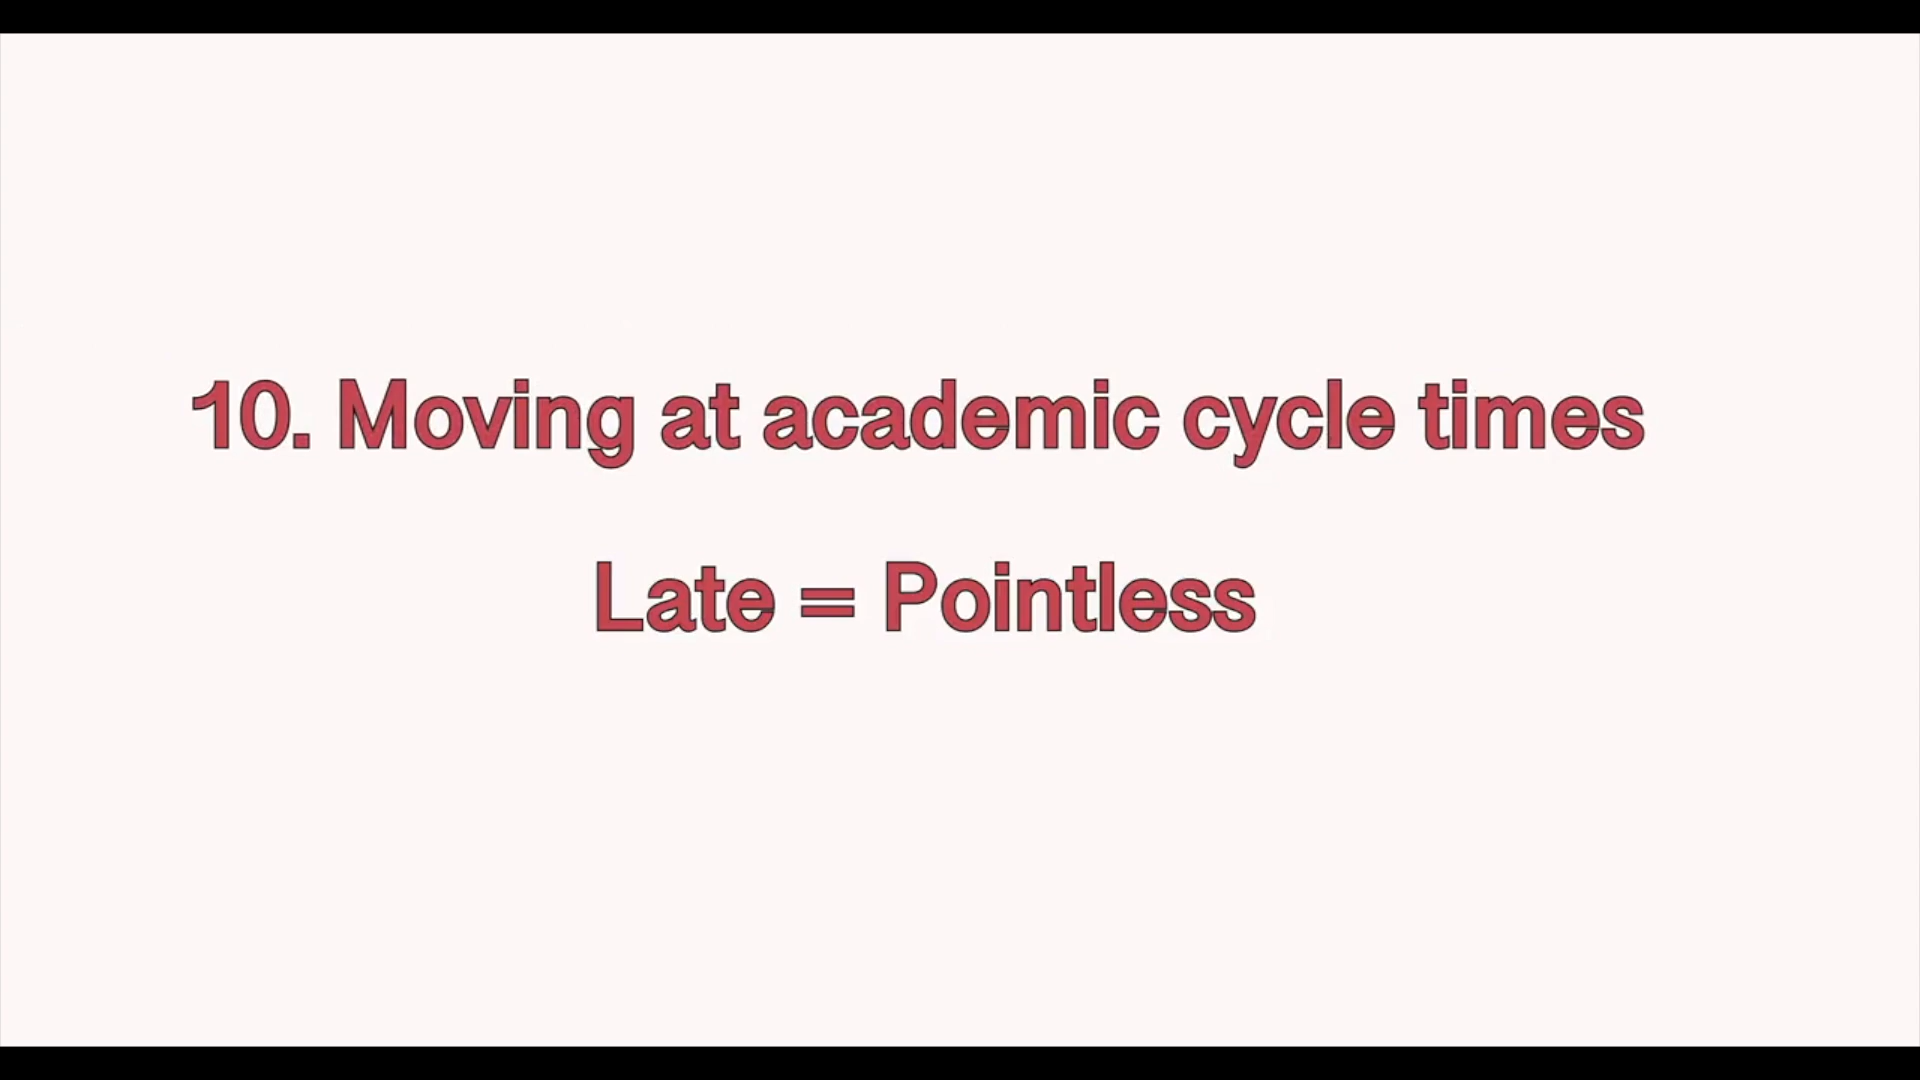 10. Moving at academic cycle times
Late = Pointless